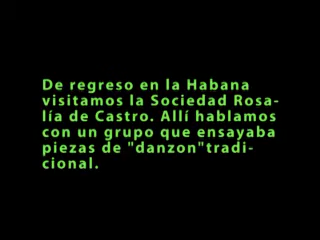 De regreso en la Habana
visitamos la Sociedad Rosa-
lía de Castro. Allí hablamos
con un grupo que ensayaba
piezas de "danzon"tradi-
cional.